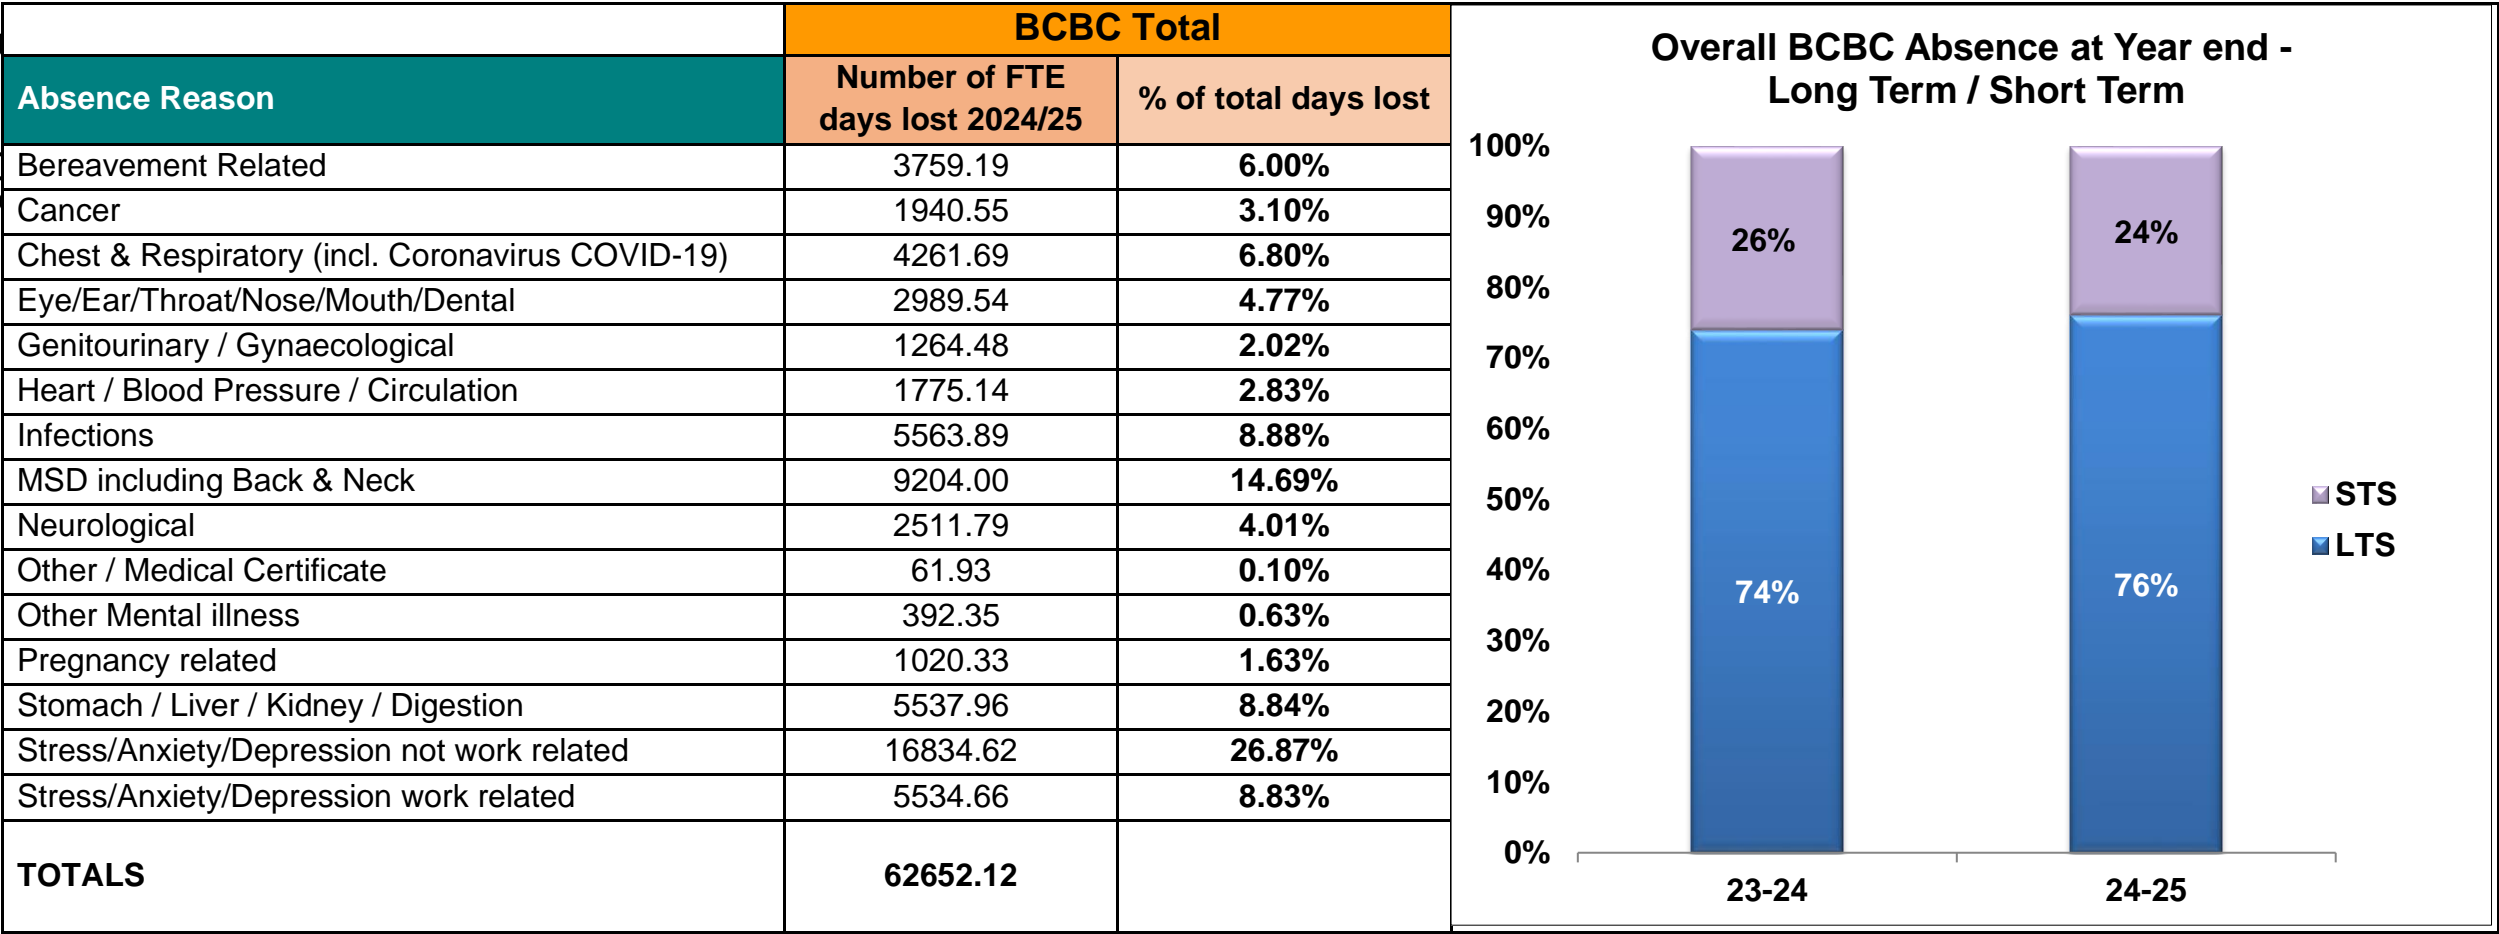 BCBC Total
Absence Reason
Number of FTE
days lost 2024/25
% of total days lost
Bereavement Related 3759.19 6.00%
Cancer 1940.55 3.10%
Chest & Respiratory (incl. Coronavirus COVID-19) 4261.69 6.80%
Eye/Ear/Throat/Nose/Mouth/Dental 2989.54 4.77%
Genitourinary / Gynaecological 1264.48 2.02%
Heart / Blood Pressure / Circulation 1775.14 2.83%
Infections 5563.89 8.88%
MSD including Back & Neck 9204.00 14.69%
Neurological 2511.79 4.01%
Other / Medical Certificate 61.93 0.10%
Other Mental illness 392.35 0.63%
Pregnancy related 1020.33 1.63%
Stomach / Liver / Kidney / Digestion 5537.96 8.84%
Stress/Anxiety/Depression not work related 16834.62 26.87%
Stress/Anxiety/Depression work related 5534.66 8.83%
TOTALS 62652.12
Overall BCBC Absence at Year end -
Long Term / Short Term
100%
90%
80%
70%
60%
50%
40%
30%
20%
10%
0%
26%
24%
74%
76%
STS
LTS
23-24
24-25